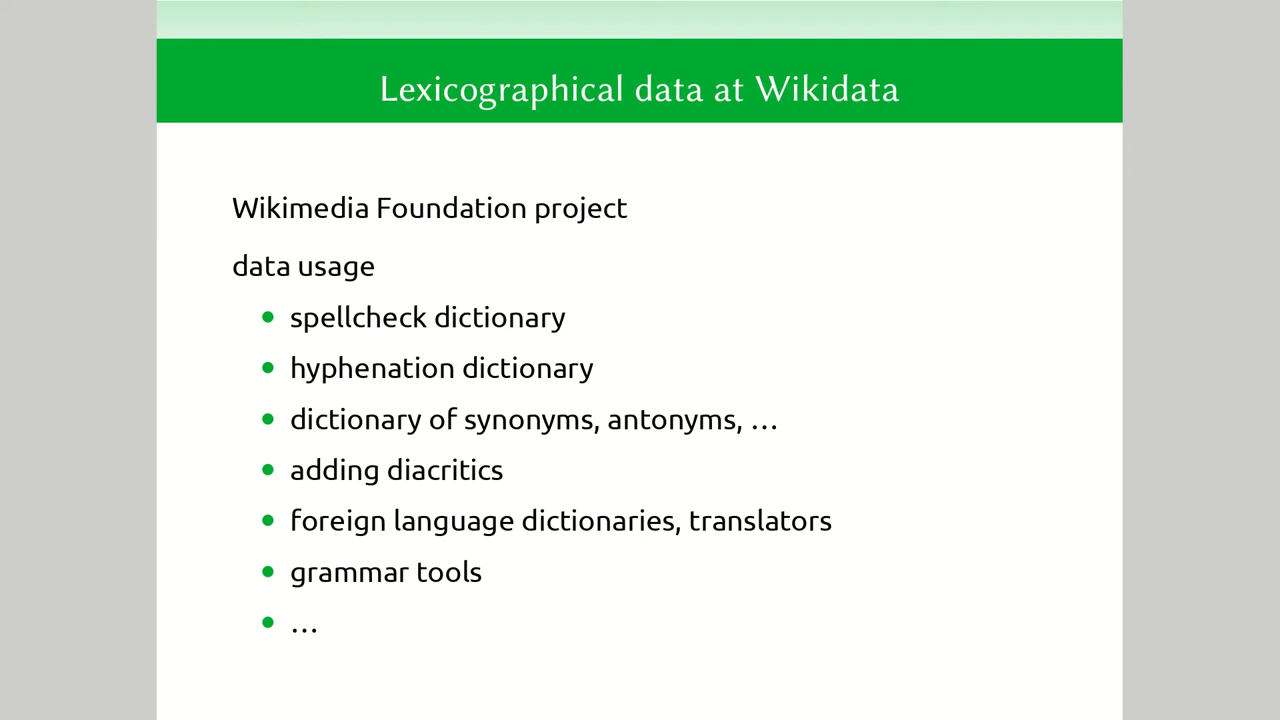 Lexicographical data at Wikidata
Wikimedia Foundation project
data usage
• spellcheck dictionary
• hyphenation dictionary
• dictionary of synonyms, antonyms, …
• adding diacritics
• foreign language dictionaries, translators
• grammar tools
• …